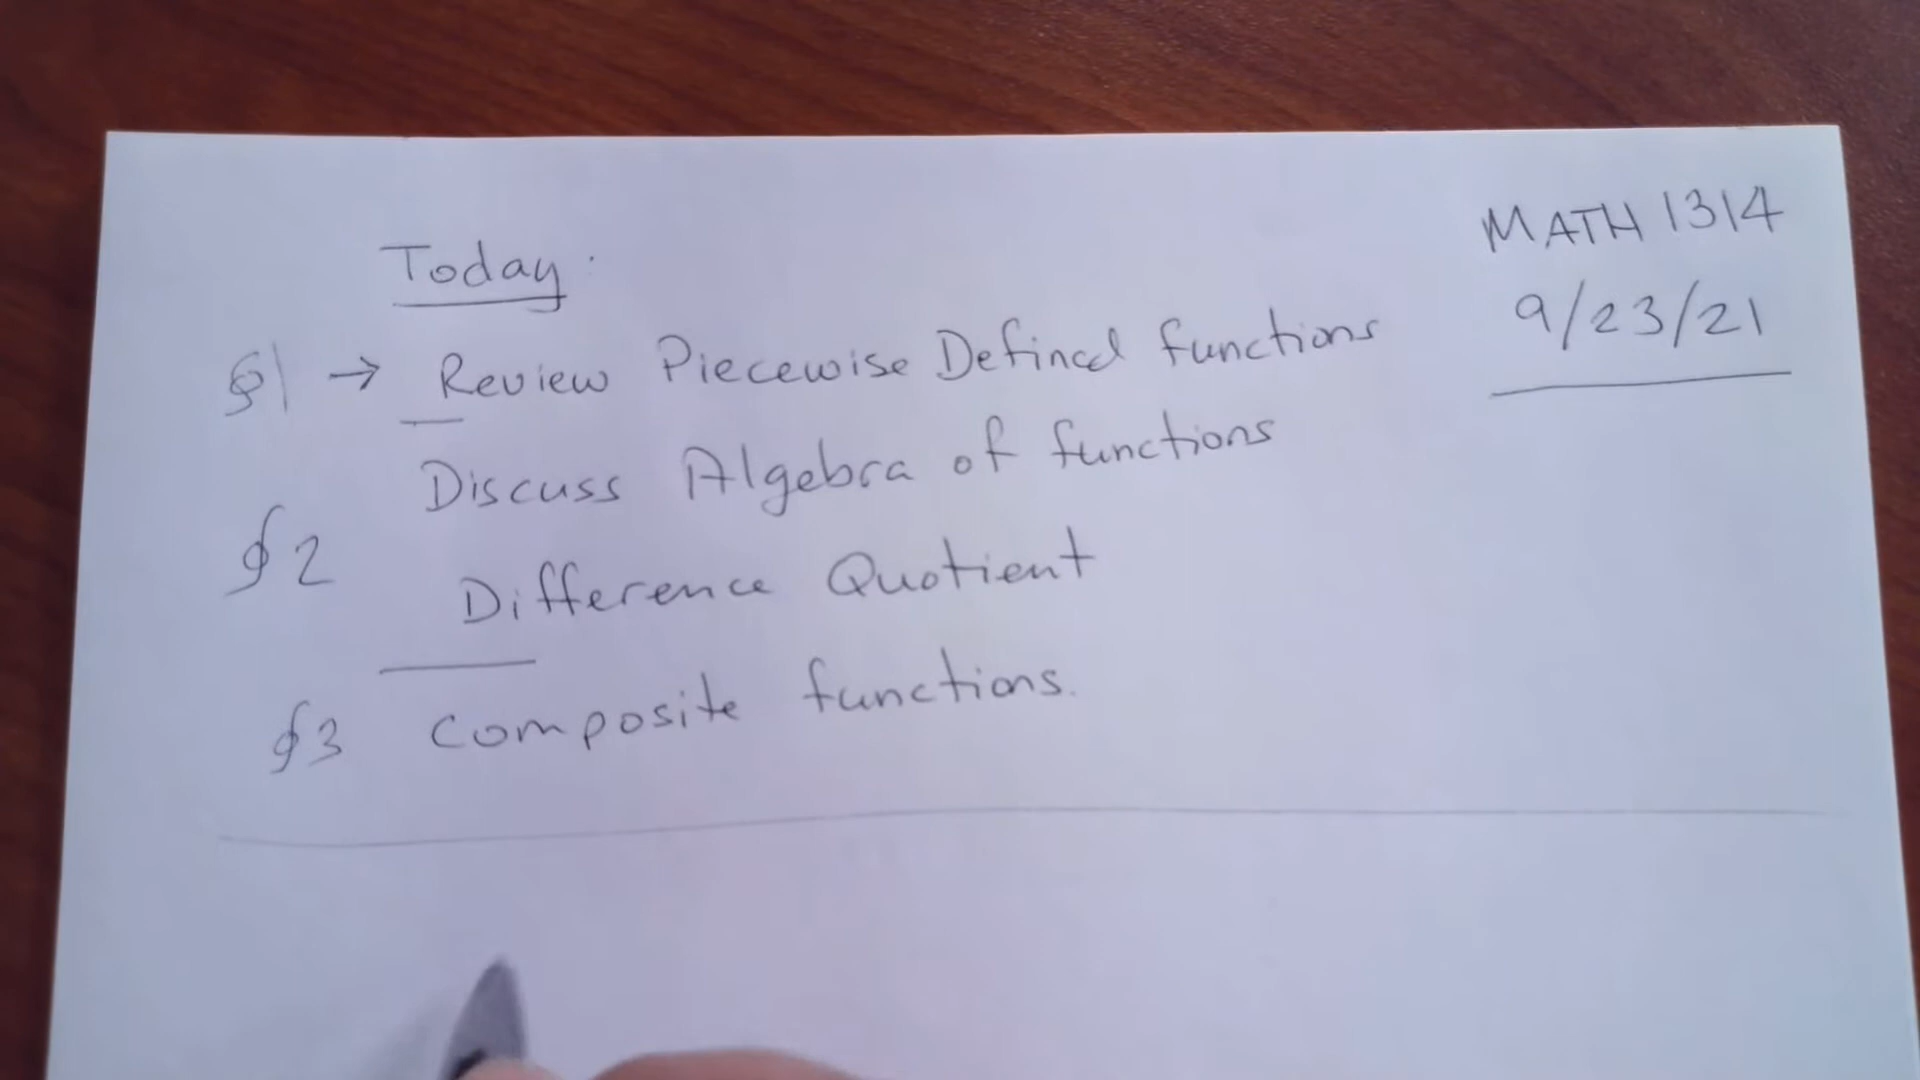 MATH 1314
9/23/21
Today:
§1 → Review Piecewise Defined functions
Discuss Algebra of functions
§2
Difference Quotient
§3 Composite functions.